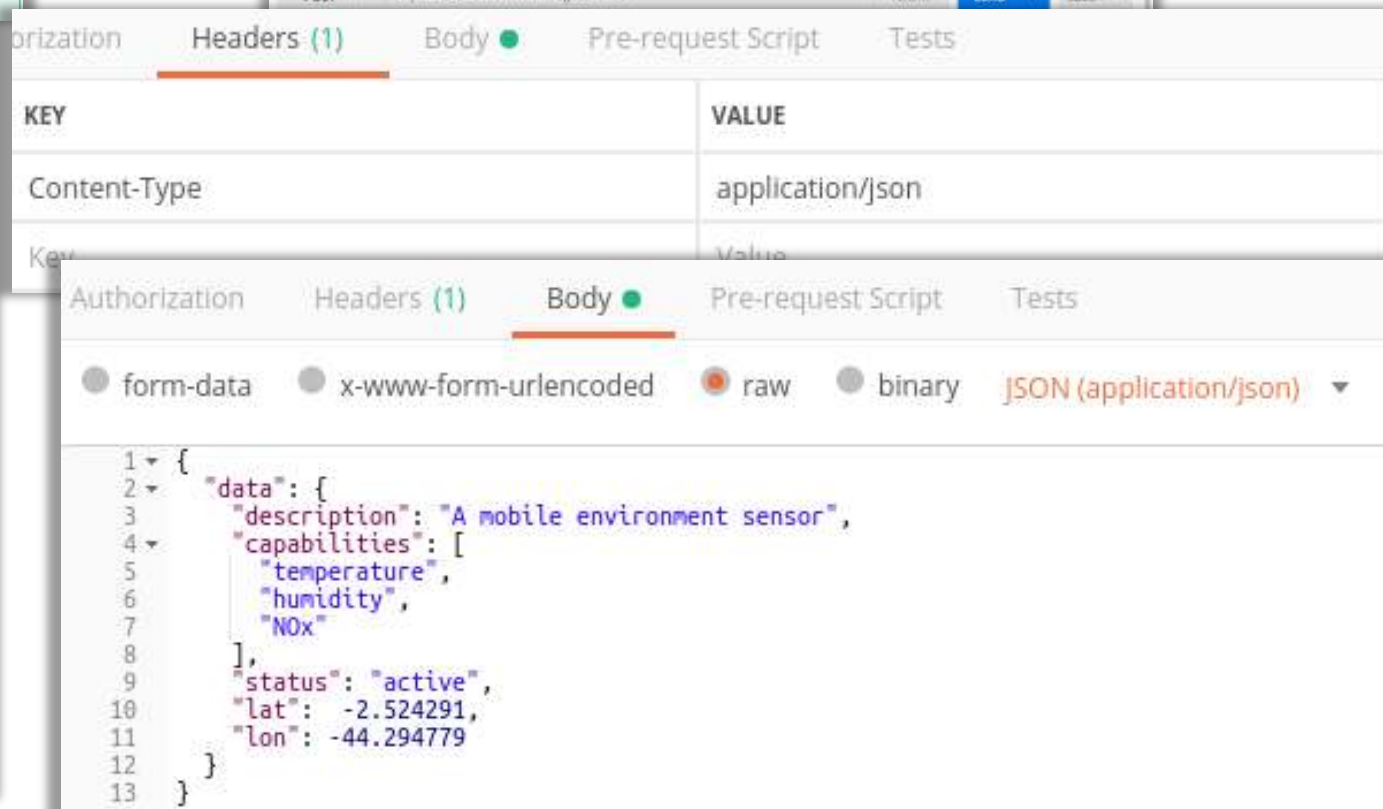 orization Headers (1) Body Pre-request Script Tests
KEY VALUE
Content-Type application/json
Key Value
Authorization Headers (1) Body Pre-request Script Tests
form-data x-www-form-urlencoded raw binary JSON (application/json)
1 {
2 "data": {
3 "description": "A mobile environment sensor",
4 "capabilities": [
5 "temperature",
6 "humidity",
7 "NOx"
8 ],
9 "status": "active",
10 "lat":  -2.524291,
11 "lon": -44.294779
12 }
13 }